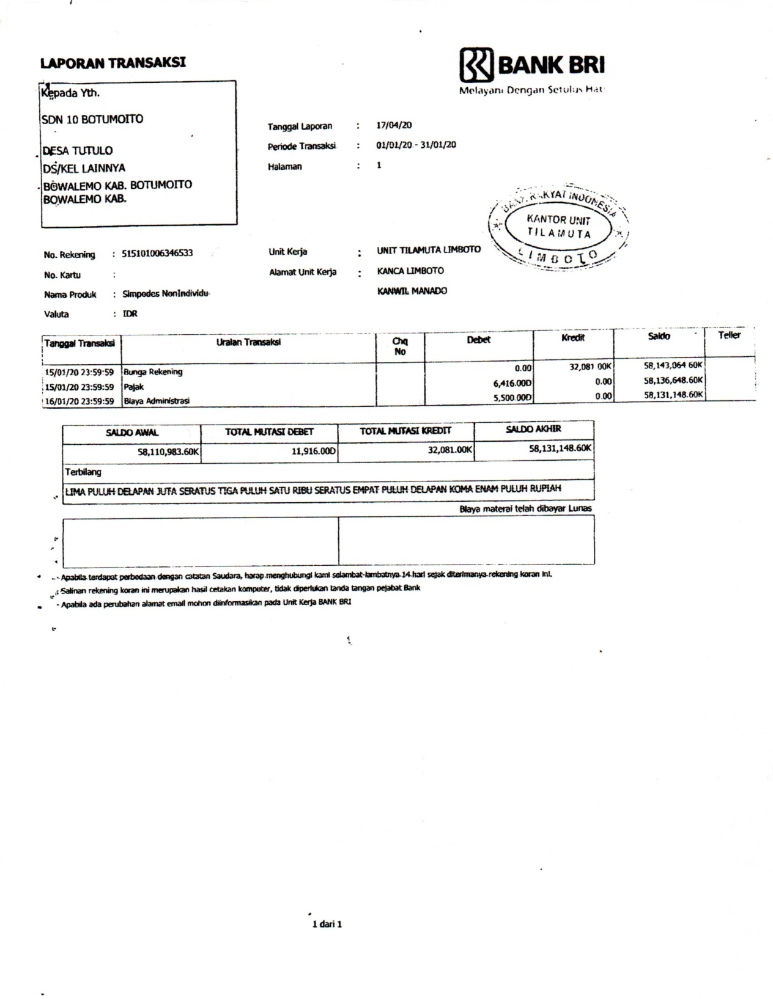 LAPORAN TRANSAKSI
BANK BRI
Melayani Dengan Setulus Hati
Kepada Yth.
SDN 10 BOTUMOITO
DESA TUTULO
DS/KEL LAINNYA
BOWALEMO KAB. BOTUMOITO
BOWALEMO KAB.
Tanggal Laporan : 17/04/20
Periode Transaksi : 01/01/20 - 31/01/20
Halaman : 1
BANK RAKYAT INDONESIA
KANTOR UNIT
TILAMUTA
LIMBOTO
No. Rekening : 515101006346533
No. Kartu :
Nama Produk : Simpedes NonIndividu
Valuta : IDR
Unit Kerja : UNIT TILAMUTA LIMBOTO
Alamat Unit Kerja : KANCA LIMBOTO
KANWIL MANADO
Tanggal Transaksi Uraian Transaksi Chq No Debet Kredit Saldo Teller
15/01/20 23:59:59 Bunga Rekening 0.00 32,081.00K 58,143,064.60K
15/01/20 23:59:59 Pajak 6,416.00D 0.00 58,136,648.60K
16/01/20 23:59:59 Biaya Administrasi 5,500.00D 0.00 58,131,148.60K
SALDO AWAL TOTAL MUTASI DEBET TOTAL MUTASI KREDIT SALDO AKHIR
58,110,983.60K 11,916.00D 32,081.00K 58,131,148.60K
Terbilang
LIMA PULUH DELAPAN JUTA SERATUS TIGA PULUH SATU RIBU SERATUS EMPAT PULUH DELAPAN KOMA ENAM PULUH RUPIAH
Biaya materai telah dibayar Lunas
- Apabila terdapat perbedaan dengan catatan Saudara, harap menghubungi kami selambat-lambatnya 14 hari sejak diterimanya rekening koran ini.
- Salinan rekening koran ini merupakan hasil cetakan komputer, tidak diperlukan tanda tangan pejabat Bank
- Apabila ada perubahan alamat email mohon diinformasikan pada Unit Kerja BANK BRI
1 dari 1